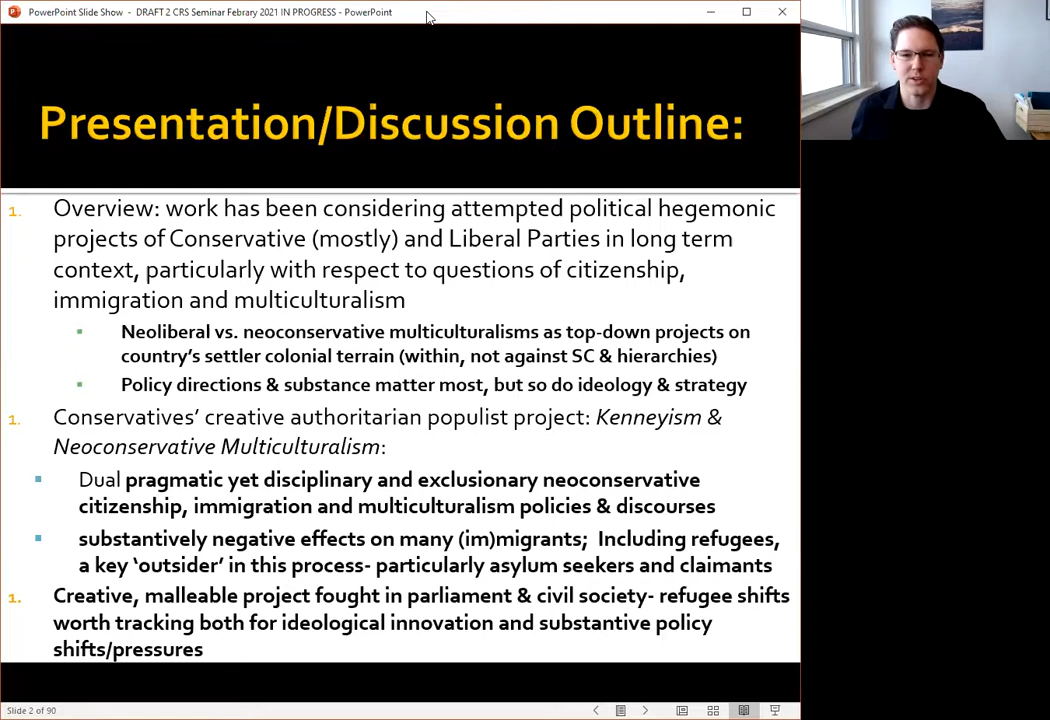 PowerPoint Slide Show - DRAFT 2 CRS Seminar Febrary 2021 IN PROGRESS - PowerPoint
Presentation/Discussion Outline:
1. Overview: work has been considering attempted political hegemonic
projects of Conservative (mostly) and Liberal Parties in long term
context, particularly with respect to questions of citizenship,
immigration and multiculturalism
▪ Neoliberal vs. neoconservative multiculturalisms as top-down projects on
country's settler colonial terrain (within, not against SC & hierarchies)
▪ Policy directions & substance matter most, but so do ideology & strategy
1. Conservatives' creative authoritarian populist project: Kenneyism &
Neoconservative Multiculturalism:
▪ Dual pragmatic yet disciplinary and exclusionary neoconservative
citizenship, immigration and multiculturalism policies & discourses
▪ substantively negative effects on many (im)migrants; Including refugees,
a key 'outsider' in this process- particularly asylum seekers and claimants
1. Creative, malleable project fought in parliament & civil society- refugee shifts
worth tracking both for ideological innovation and substantive policy
shifts/pressures
Slide 2 of 90